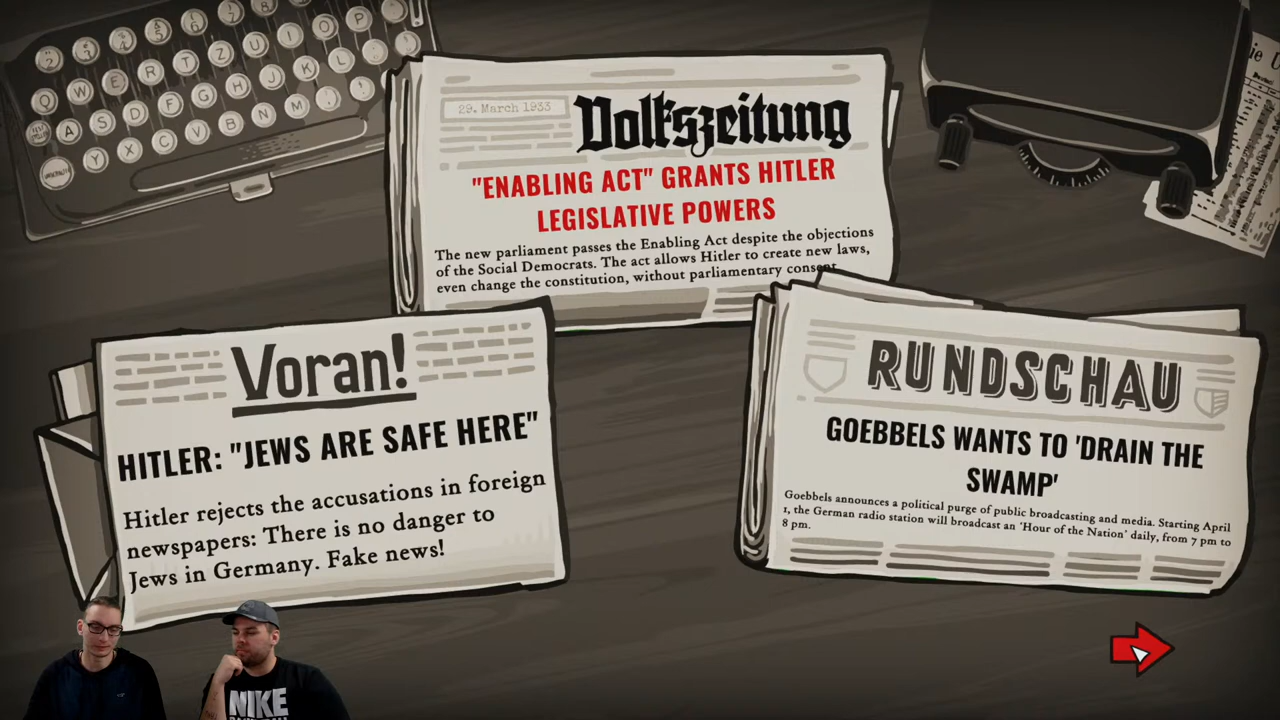 29. March 1933
Volkszeitung
"ENABLING ACT" GRANTS HITLER
LEGISLATIVE POWERS
The new parliament passes the Enabling Act despite the objections
of the Social Democrats. The act allows Hitler to create new laws,
even change the constitution, without parliamentary consent.
Voran!
HITLER: "JEWS ARE SAFE HERE"
Hitler rejects the accusations in foreign
newspapers: There is no danger to
Jews in Germany. Fake news!
RUNDSCHAU
GOEBBELS WANTS TO 'DRAIN THE
SWAMP'
Goebbels announces a political purge of public broadcasting and media. Starting April
1, the German radio station will broadcast an 'Hour of the Nation' daily, from 7 pm to
8 pm.
Q W E R T Z U I O P
A S D F G H J K L
Y X C V B N M
NIKE